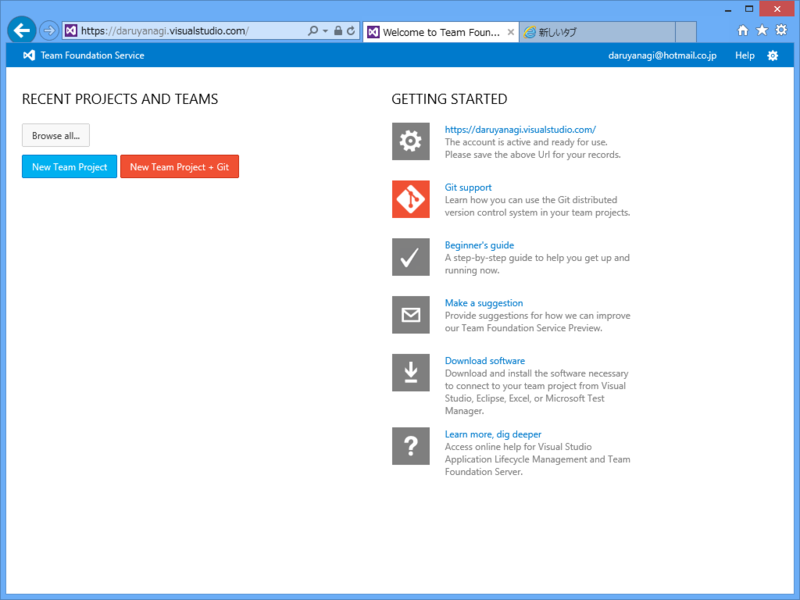 https://daruyanagi.visualstudio.com/
Welcome to Team Foun...
新しいタブ
Team Foundation Service
daruyanagi@hotmail.co.jp
Help
RECENT PROJECTS AND TEAMS
Browse all...
New Team Project
New Team Project + Git
GETTING STARTED
https://daruyanagi.visualstudio.com/
The account is active and ready for use.
Please save the above Url for your records.
Git support
Learn how you can use the Git distributed
version control system in your team projects.
Beginner's guide
A step-by-step guide to help you get up and
running now.
Make a suggestion
Provide suggestions for how we can improve
our Team Foundation Service Preview.
Download software
Download and install the software necessary
to connect to your team project from Visual
Studio, Eclipse, Excel, or Microsoft Test
Manager.
Learn more, dig deeper
Access online help for Visual Studio
Application Lifecycle Management and Team
Foundation Server.